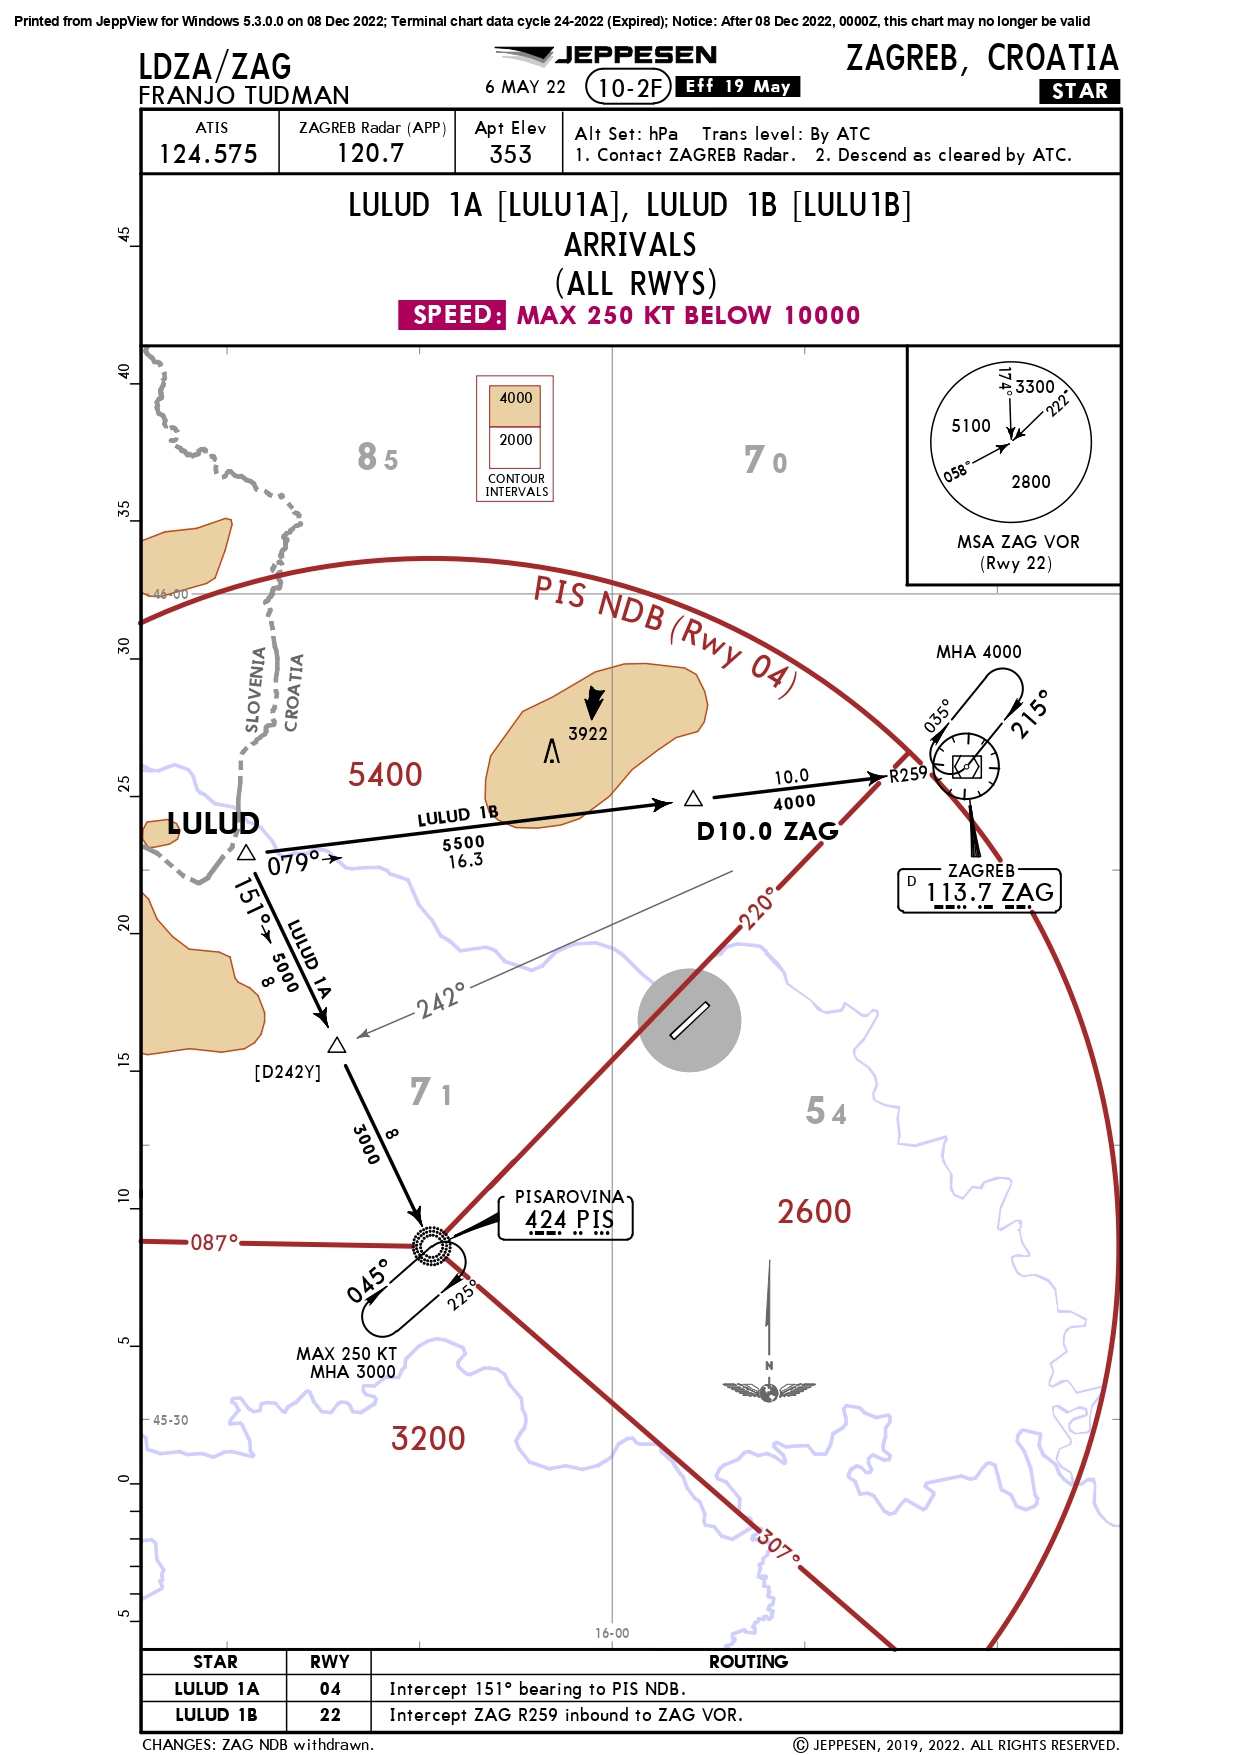 Printed from JeppView for Windows 5.3.0.0 on 08 Dec 2022; Terminal chart data cycle 24-2022 (Expired); Notice: After 08 Dec 2022, 0000Z, this chart may no longer be valid
LDZA/ZAG
FRANJO TUDMAN
JEPPESEN
6 MAY 22
10-2F
Eff 19 May
ZAGREB, CROATIA
STAR
ATIS
124.575
ZAGREB Radar (APP)
120.7
Apt Elev
353
Alt Set: hPa Trans level: By ATC
1. Contact ZAGREB Radar. 2. Descend as cleared by ATC.
LULUD 1A [LULU1A], LULUD 1B [LULU1B]
ARRIVALS
(ALL RWYS)
SPEED: MAX 250 KT BELOW 10000
45
40
35
30
25
20
15
10
5
0
5
4000
2000
CONTOUR
INTERVALS
85
70
174°
3300
222°
5100
058°
2800
MSA ZAG VOR
(Rwy 22)
46-00
PIS NDB (Rwy 04)
SLOVENIA
CROATIA
MHA 4000
035°
215°
3922
5400
10.0
4000
R259
LULUD
LULUD 1B
5500
16.3
D10.0 ZAG
079°
ZAGREB
D 113.7 ZAG
151°
LULUD 1A
5000
8
220°
242°
[D242Y]
71
54
8
3000
PISAROVINA
424 PIS
2600
087°
045°
225°
MAX 250 KT
MHA 3000
N
45-30
3200
307°
16-00
STAR RWY ROUTING
LULUD 1A 04 Intercept 151° bearing to PIS NDB.
LULUD 1B 22 Intercept ZAG R259 inbound to ZAG VOR.
CHANGES: ZAG NDB withdrawn.
© JEPPESEN, 2019, 2022. ALL RIGHTS RESERVED.